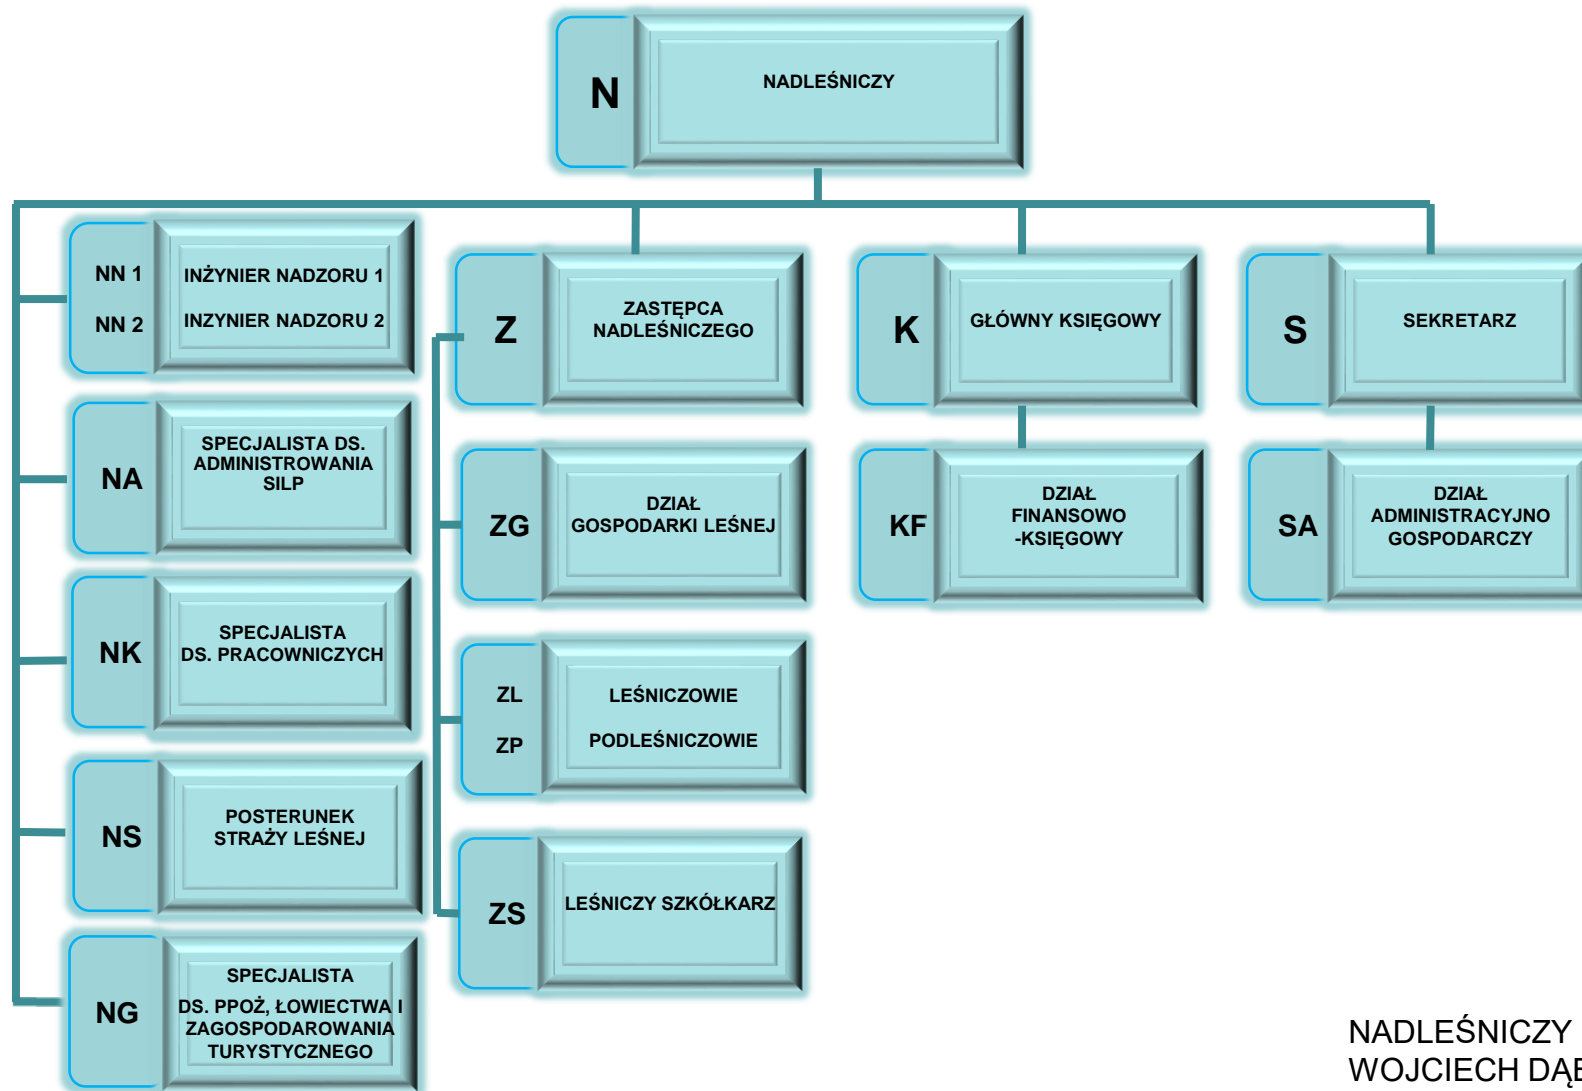 N
NADLEŚNICZY
NN 1
INŻYNIER NADZORU 1
NN 2
INZYNIER NADZORU 2
NA
SPECJALISTA DS.
ADMINISTROWANIA
SILP
NK
SPECJALISTA
DS. PRACOWNICZYCH
NS
POSTERUNEK
STRAŻY LEŚNEJ
NG
SPECJALISTA
DS. PPOŻ, ŁOWIECTWA I
ZAGOSPODAROWANIA
TURYSTYCZNEGO
Z
ZASTĘPCA
NADLEŚNICZEGO
ZG
DZIAŁ
GOSPODARKI LEŚNEJ
ZL
LEŚNICZOWIE
ZP
PODLEŚNICZOWIE
ZS
LEŚNICZY SZKÓŁKARZ
K
GŁÓWNY KSIĘGOWY
KF
DZIAŁ
FINANSOWO
-KSIĘGOWY
S
SEKRETARZ
SA
DZIAŁ
ADMINISTRACYJNO
GOSPODARCZY
NADLEŚNICZY
WOJCIECH